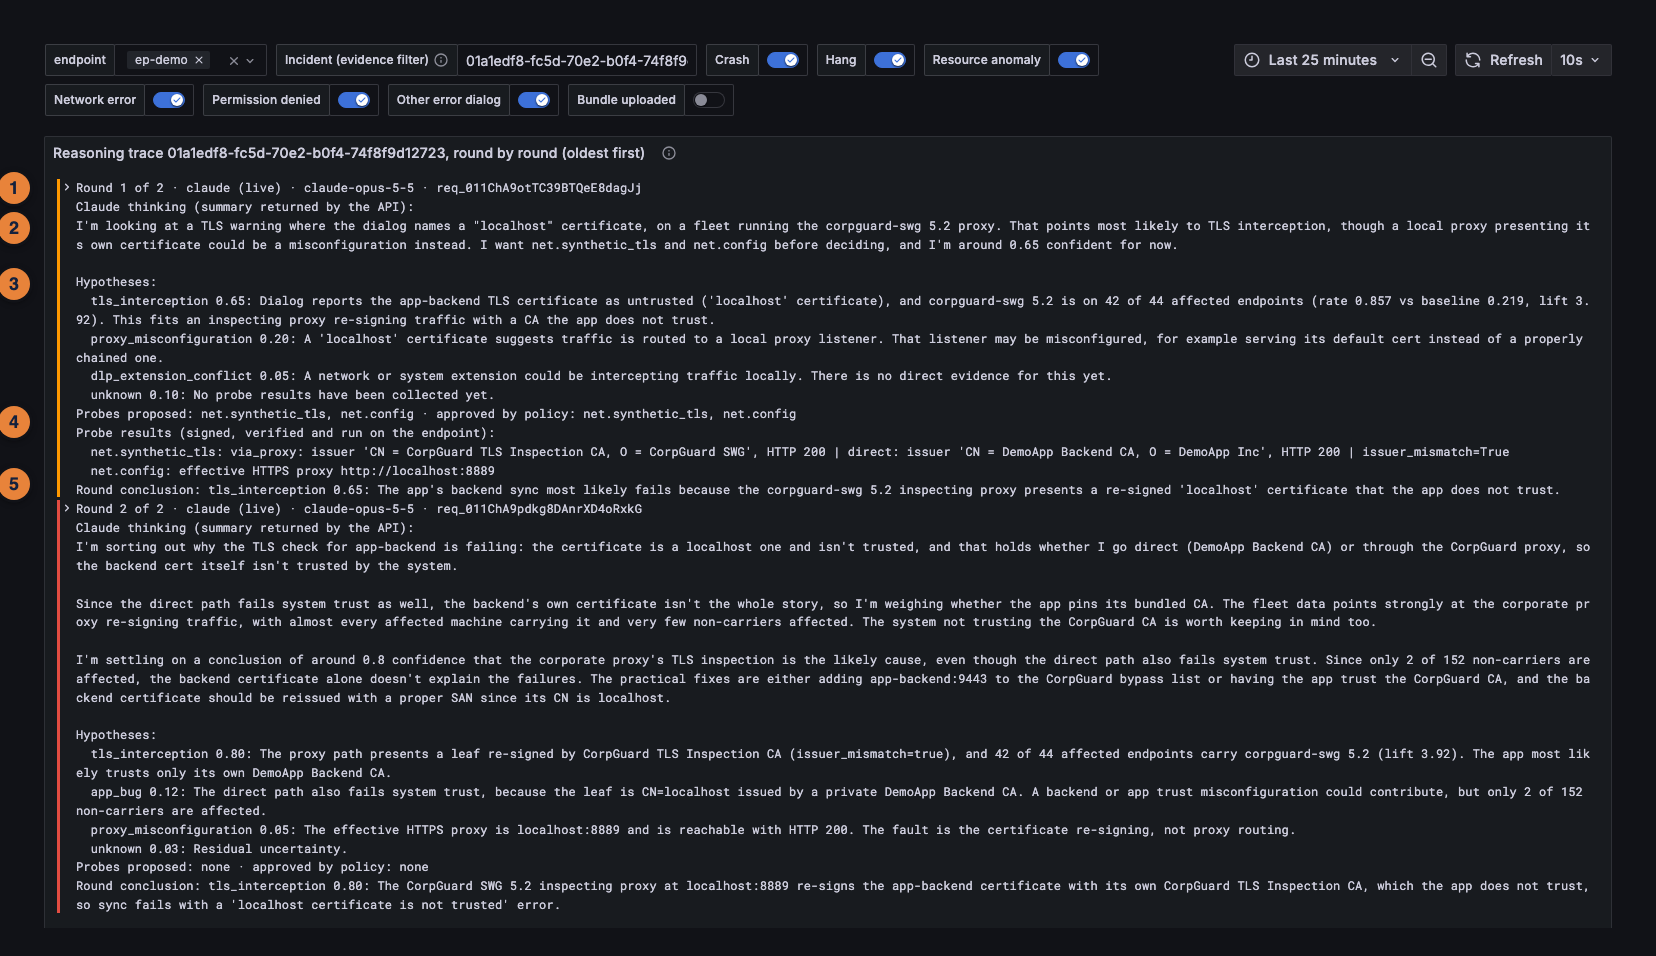 endpoint ep-demo Incident (evidence filter) 01a1edf8-fc5d-70e2-b0f4-74f8f9 Crash Hang Resource anomaly Last 25 minutes Refresh 10s
Network error Permission denied Other error dialog Bundle uploaded
Reasoning trace 01a1edf8-fc5d-70e2-b0f4-74f8f9d12723, round by round (oldest first)
1 Round 1 of 2 · claude (live) · claude-opus-5-5 · req_011ChA9otTC39BTQeE8dagJj
Claude thinking (summary returned by the API):
2 I'm looking at a TLS warning where the dialog names a "localhost" certificate, on a fleet running the corpguard-swg 5.2 proxy. That points most likely to TLS interception, though a local proxy presenting it
s own certificate could be a misconfiguration instead. I want net.synthetic_tls and net.config before deciding, and I'm around 0.65 confident for now.
3 Hypotheses:
tls_interception 0.65: Dialog reports the app-backend TLS certificate as untrusted ('localhost' certificate), and corpguard-swg 5.2 is on 42 of 44 affected endpoints (rate 0.857 vs baseline 0.219, lift 3.
92). This fits an inspecting proxy re-signing traffic with a CA the app does not trust.
proxy_misconfiguration 0.20: A 'localhost' certificate suggests traffic is routed to a local proxy listener. That listener may be misconfigured, for example serving its default cert instead of a properly
chained one.
dlp_extension_conflict 0.05: A network or system extension could be intercepting traffic locally. There is no direct evidence for this yet.
unknown 0.10: No probe results have been collected yet.
4 Probes proposed: net.synthetic_tls, net.config · approved by policy: net.synthetic_tls, net.config
Probe results (signed, verified and run on the endpoint):
net.synthetic_tls: via_proxy: issuer 'CN = CorpGuard TLS Inspection CA, O = CorpGuard SWG', HTTP 200 | direct: issuer 'CN = DemoApp Backend CA, O = DemoApp Inc', HTTP 200 | issuer_mismatch=True
net.config: effective HTTPS proxy http://localhost:8889
5 Round conclusion: tls_interception 0.65: The app's backend sync most likely fails because the corpguard-swg 5.2 inspecting proxy presents a re-signed 'localhost' certificate that the app does not trust.
Round 2 of 2 · claude (live) · claude-opus-5-5 · req_011ChA9pdkg8DAnrXD4oRxkG
Claude thinking (summary returned by the API):
I'm sorting out why the TLS check for app-backend is failing: the certificate is a localhost one and isn't trusted, and that holds whether I go direct (DemoApp Backend CA) or through the CorpGuard proxy, so
the backend cert itself isn't trusted by the system.
Since the direct path fails system trust as well, the backend's own certificate isn't the whole story, so I'm weighing whether the app pins its bundled CA. The fleet data points strongly at the corporate pr
oxy re-signing traffic, with almost every affected machine carrying it and very few non-carriers affected. The system not trusting the CorpGuard CA is worth keeping in mind too.
I'm settling on a conclusion of around 0.8 confidence that the corporate proxy's TLS inspection is the likely cause, even though the direct path also fails system trust. Since only 2 of 152 non-carriers are
affected, the backend certificate alone doesn't explain the failures. The practical fixes are either adding app-backend:9443 to the CorpGuard bypass list or having the app trust the CorpGuard CA, and the ba
ckend certificate should be reissued with a proper SAN since its CN is localhost.
Hypotheses:
tls_interception 0.80: The proxy path presents a leaf re-signed by CorpGuard TLS Inspection CA (issuer_mismatch=true), and 42 of 44 affected endpoints carry corpguard-swg 5.2 (lift 3.92). The app most lik
ely trusts only its own DemoApp Backend CA.
app_bug 0.12: The direct path also fails system trust, because the leaf is CN=localhost issued by a private DemoApp Backend CA. A backend or app trust misconfiguration could contribute, but only 2 of 152
non-carriers are affected.
proxy_misconfiguration 0.05: The effective HTTPS proxy is localhost:8889 and is reachable with HTTP 200. The fault is the certificate re-signing, not proxy routing.
unknown 0.03: Residual uncertainty.
Probes proposed: none · approved by policy: none
Round conclusion: tls_interception 0.80: The CorpGuard SWG 5.2 inspecting proxy at localhost:8889 re-signs the app-backend certificate with its own CorpGuard TLS Inspection CA, which the app does not trust,
so sync fails with a 'localhost certificate is not trusted' error.